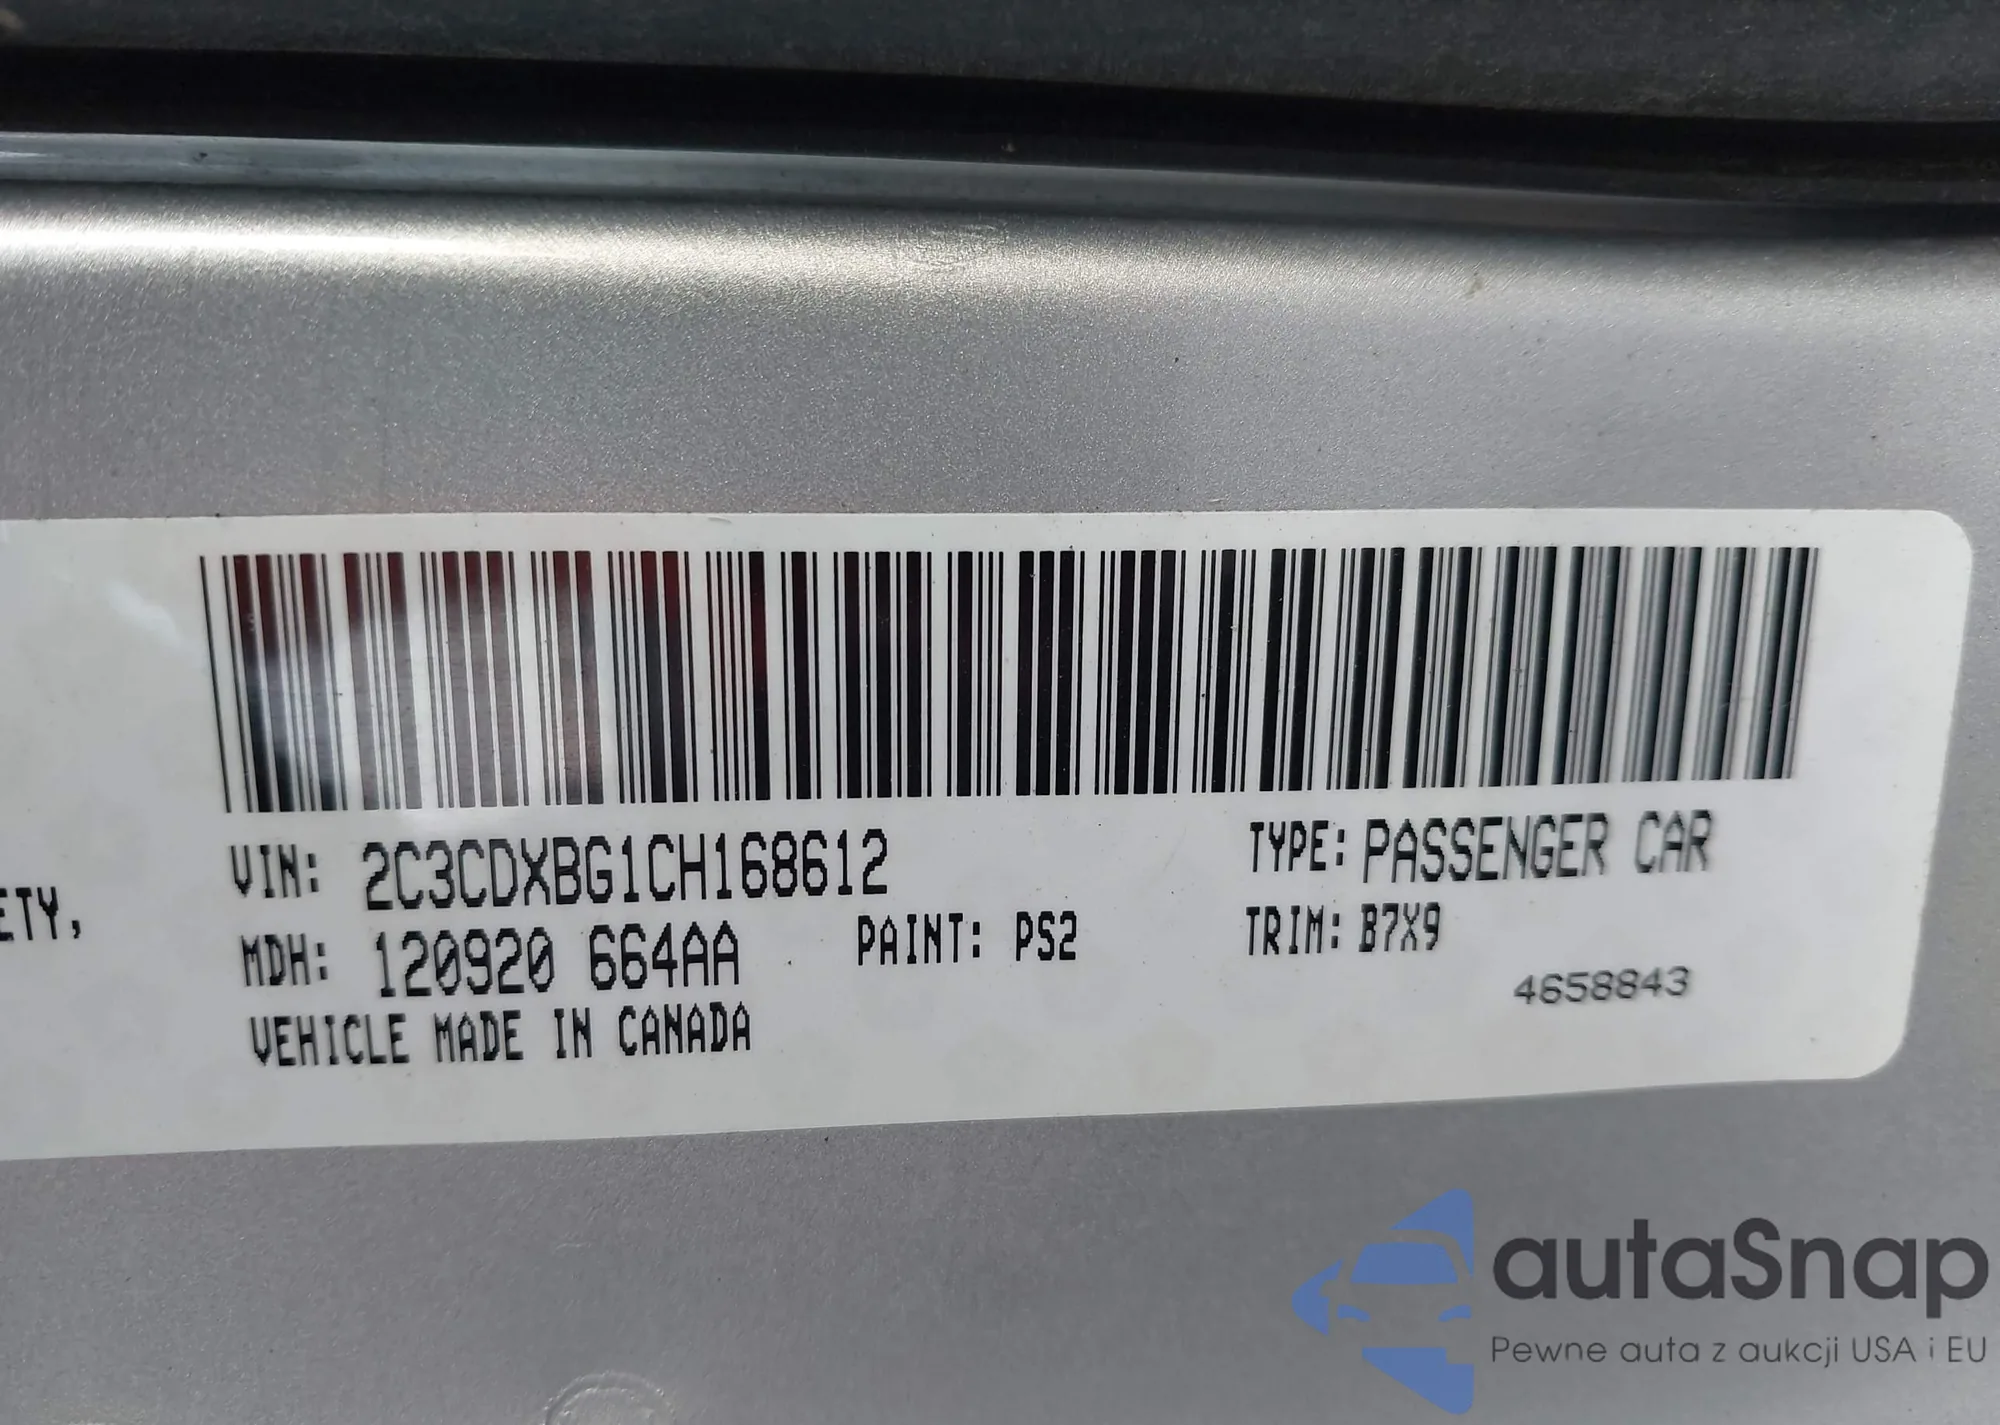 ETY,
VIN: 2C3CDXBG1CH168612
TYPE: PASSENGER CAR
MDH: 120920 664AA
PAINT: PS2
TRIM: B7X9
4658843
VEHICLE MADE IN CANADA
autaSnap
Pewne auta z aukcji USA i EU